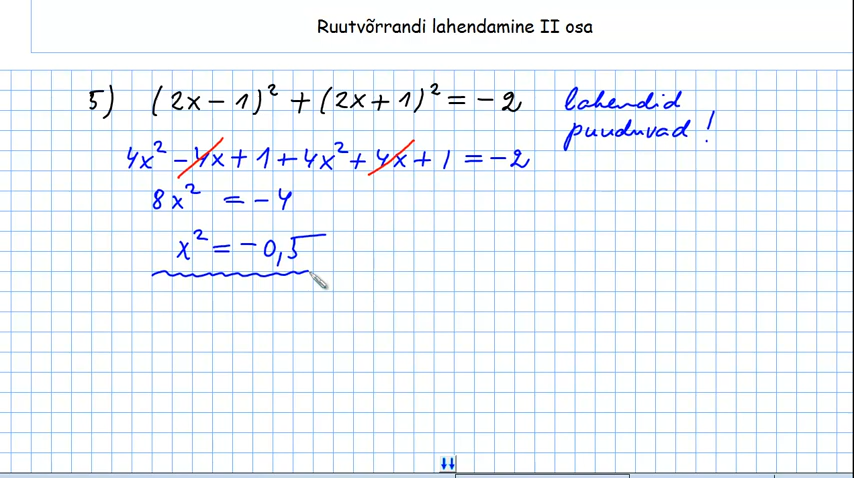 Ruutvõrrandi lahendamine II osa
5) (2x − 1)² + (2x + 1)² = −2
lahendid
puuduvad !
4x² − 4x + 1 + 4x² + 4x + 1 = −2
8x² = −4
x² = −0,5